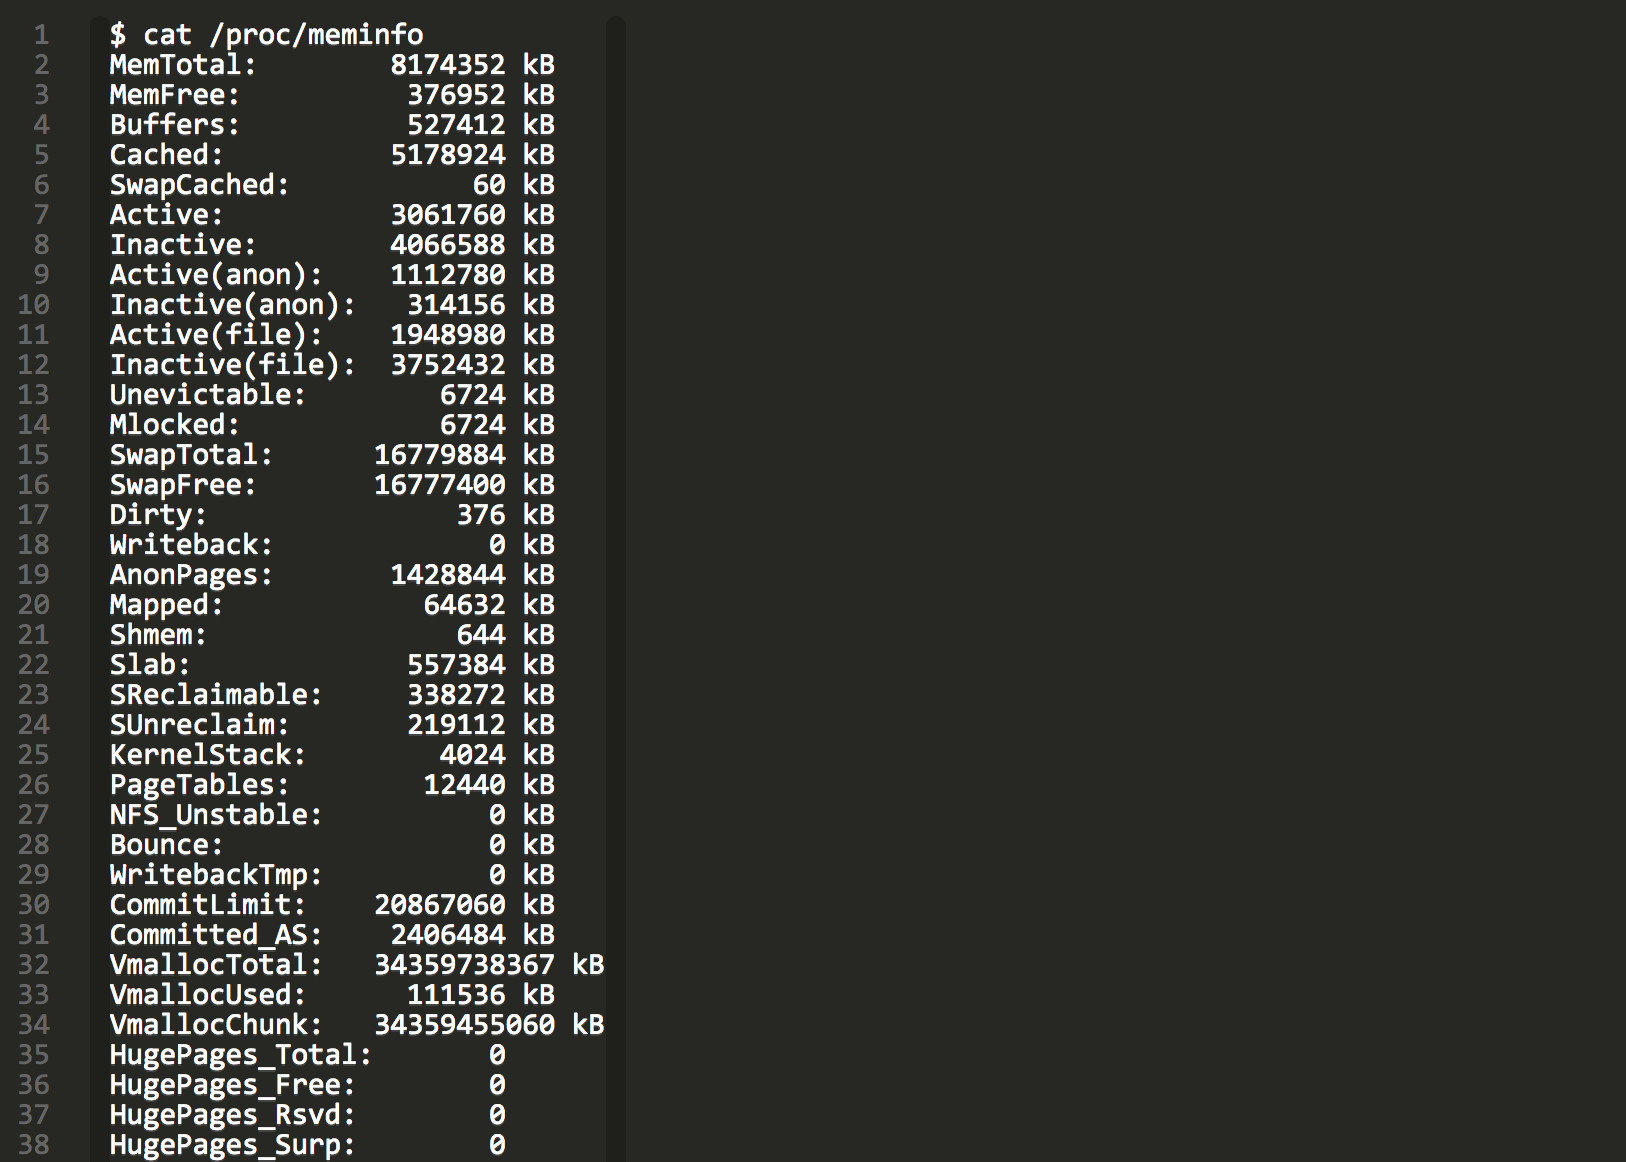 1 $ cat /proc/meminfo
2 MemTotal:        8174352 kB
3 MemFree:          376952 kB
4 Buffers:          527412 kB
5 Cached:          5178924 kB
6 SwapCached:           60 kB
7 Active:          3061760 kB
8 Inactive:        4066588 kB
9 Active(anon):    1112780 kB
10 Inactive(anon):   314156 kB
11 Active(file):    1948980 kB
12 Inactive(file):  3752432 kB
13 Unevictable:        6724 kB
14 Mlocked:            6724 kB
15 SwapTotal:      16779884 kB
16 SwapFree:       16777400 kB
17 Dirty:               376 kB
18 Writeback:             0 kB
19 AnonPages:       1428844 kB
20 Mapped:            64632 kB
21 Shmem:               644 kB
22 Slab:             557384 kB
23 SReclaimable:     338272 kB
24 SUnreclaim:       219112 kB
25 KernelStack:        4024 kB
26 PageTables:        12440 kB
27 NFS_Unstable:          0 kB
28 Bounce:                0 kB
29 WritebackTmp:          0 kB
30 CommitLimit:    20867060 kB
31 Committed_AS:    2406484 kB
32 VmallocTotal:   34359738367 kB
33 VmallocUsed:      111536 kB
34 VmallocChunk:   34359455060 kB
35 HugePages_Total:       0
36 HugePages_Free:        0
37 HugePages_Rsvd:        0
38 HugePages_Surp:        0